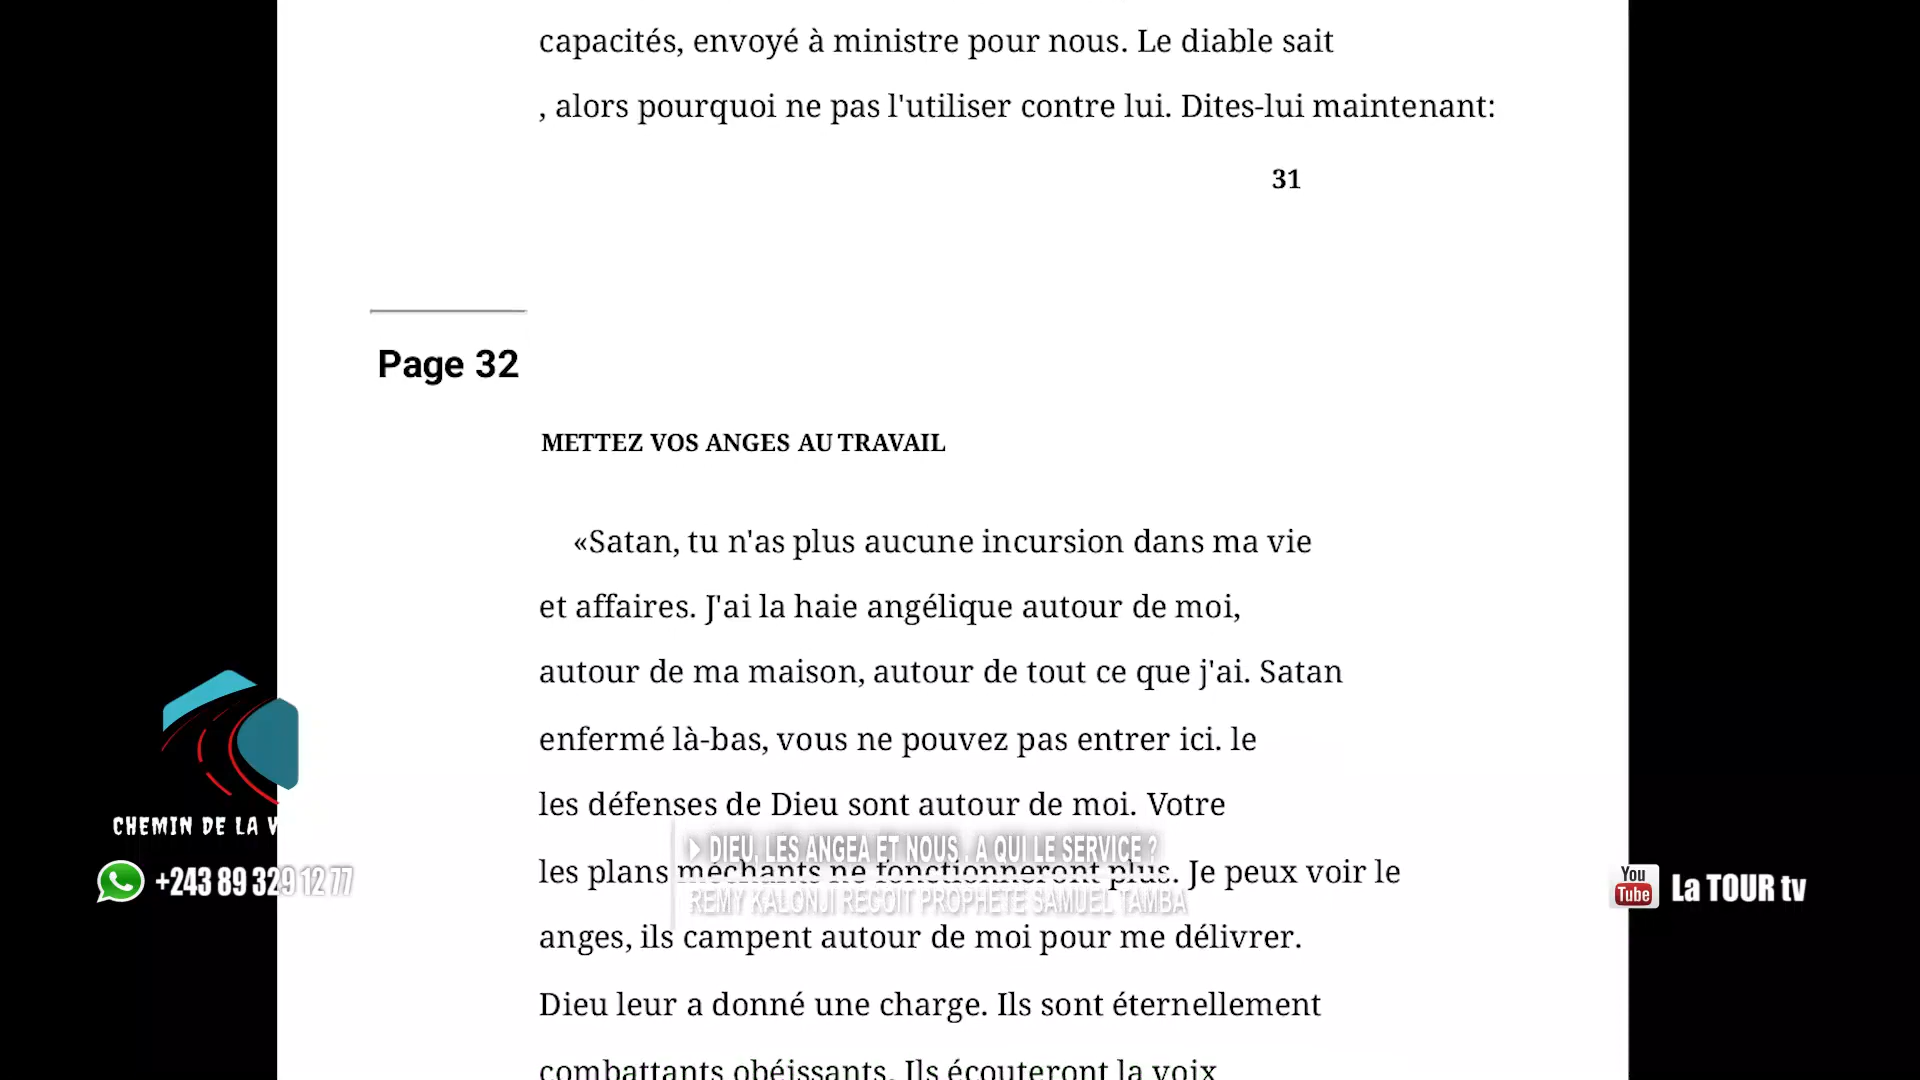 capacités, envoyé à ministre pour nous. Le diable sait
, alors pourquoi ne pas l'utiliser contre lui. Dites-lui maintenant:
31
Page 32
METTEZ VOS ANGES AU TRAVAIL
«Satan, tu n'as plus aucune incursion dans ma vie
et affaires. J'ai la haie angélique autour de moi,
autour de ma maison, autour de tout ce que j'ai. Satan
enfermé là-bas, vous ne pouvez pas entrer ici. le
les défenses de Dieu sont autour de moi. Votre
les plans méchants ne fonctionneront plus. Je peux voir le
anges, ils campent autour de moi pour me délivrer.
Dieu leur a donné une charge. Ils sont éternellement
combattants obéissants. Ils écouteront la voix
CHEMIN DE LA V
+243 89 329 12 77
DIEU, LES ANGEA ET NOUS , A QUI LE SERVICE ?
REMY KALONJI RECOIT PROPHETE SAMUEL TAMBA
You
Tube
La TOUR tv